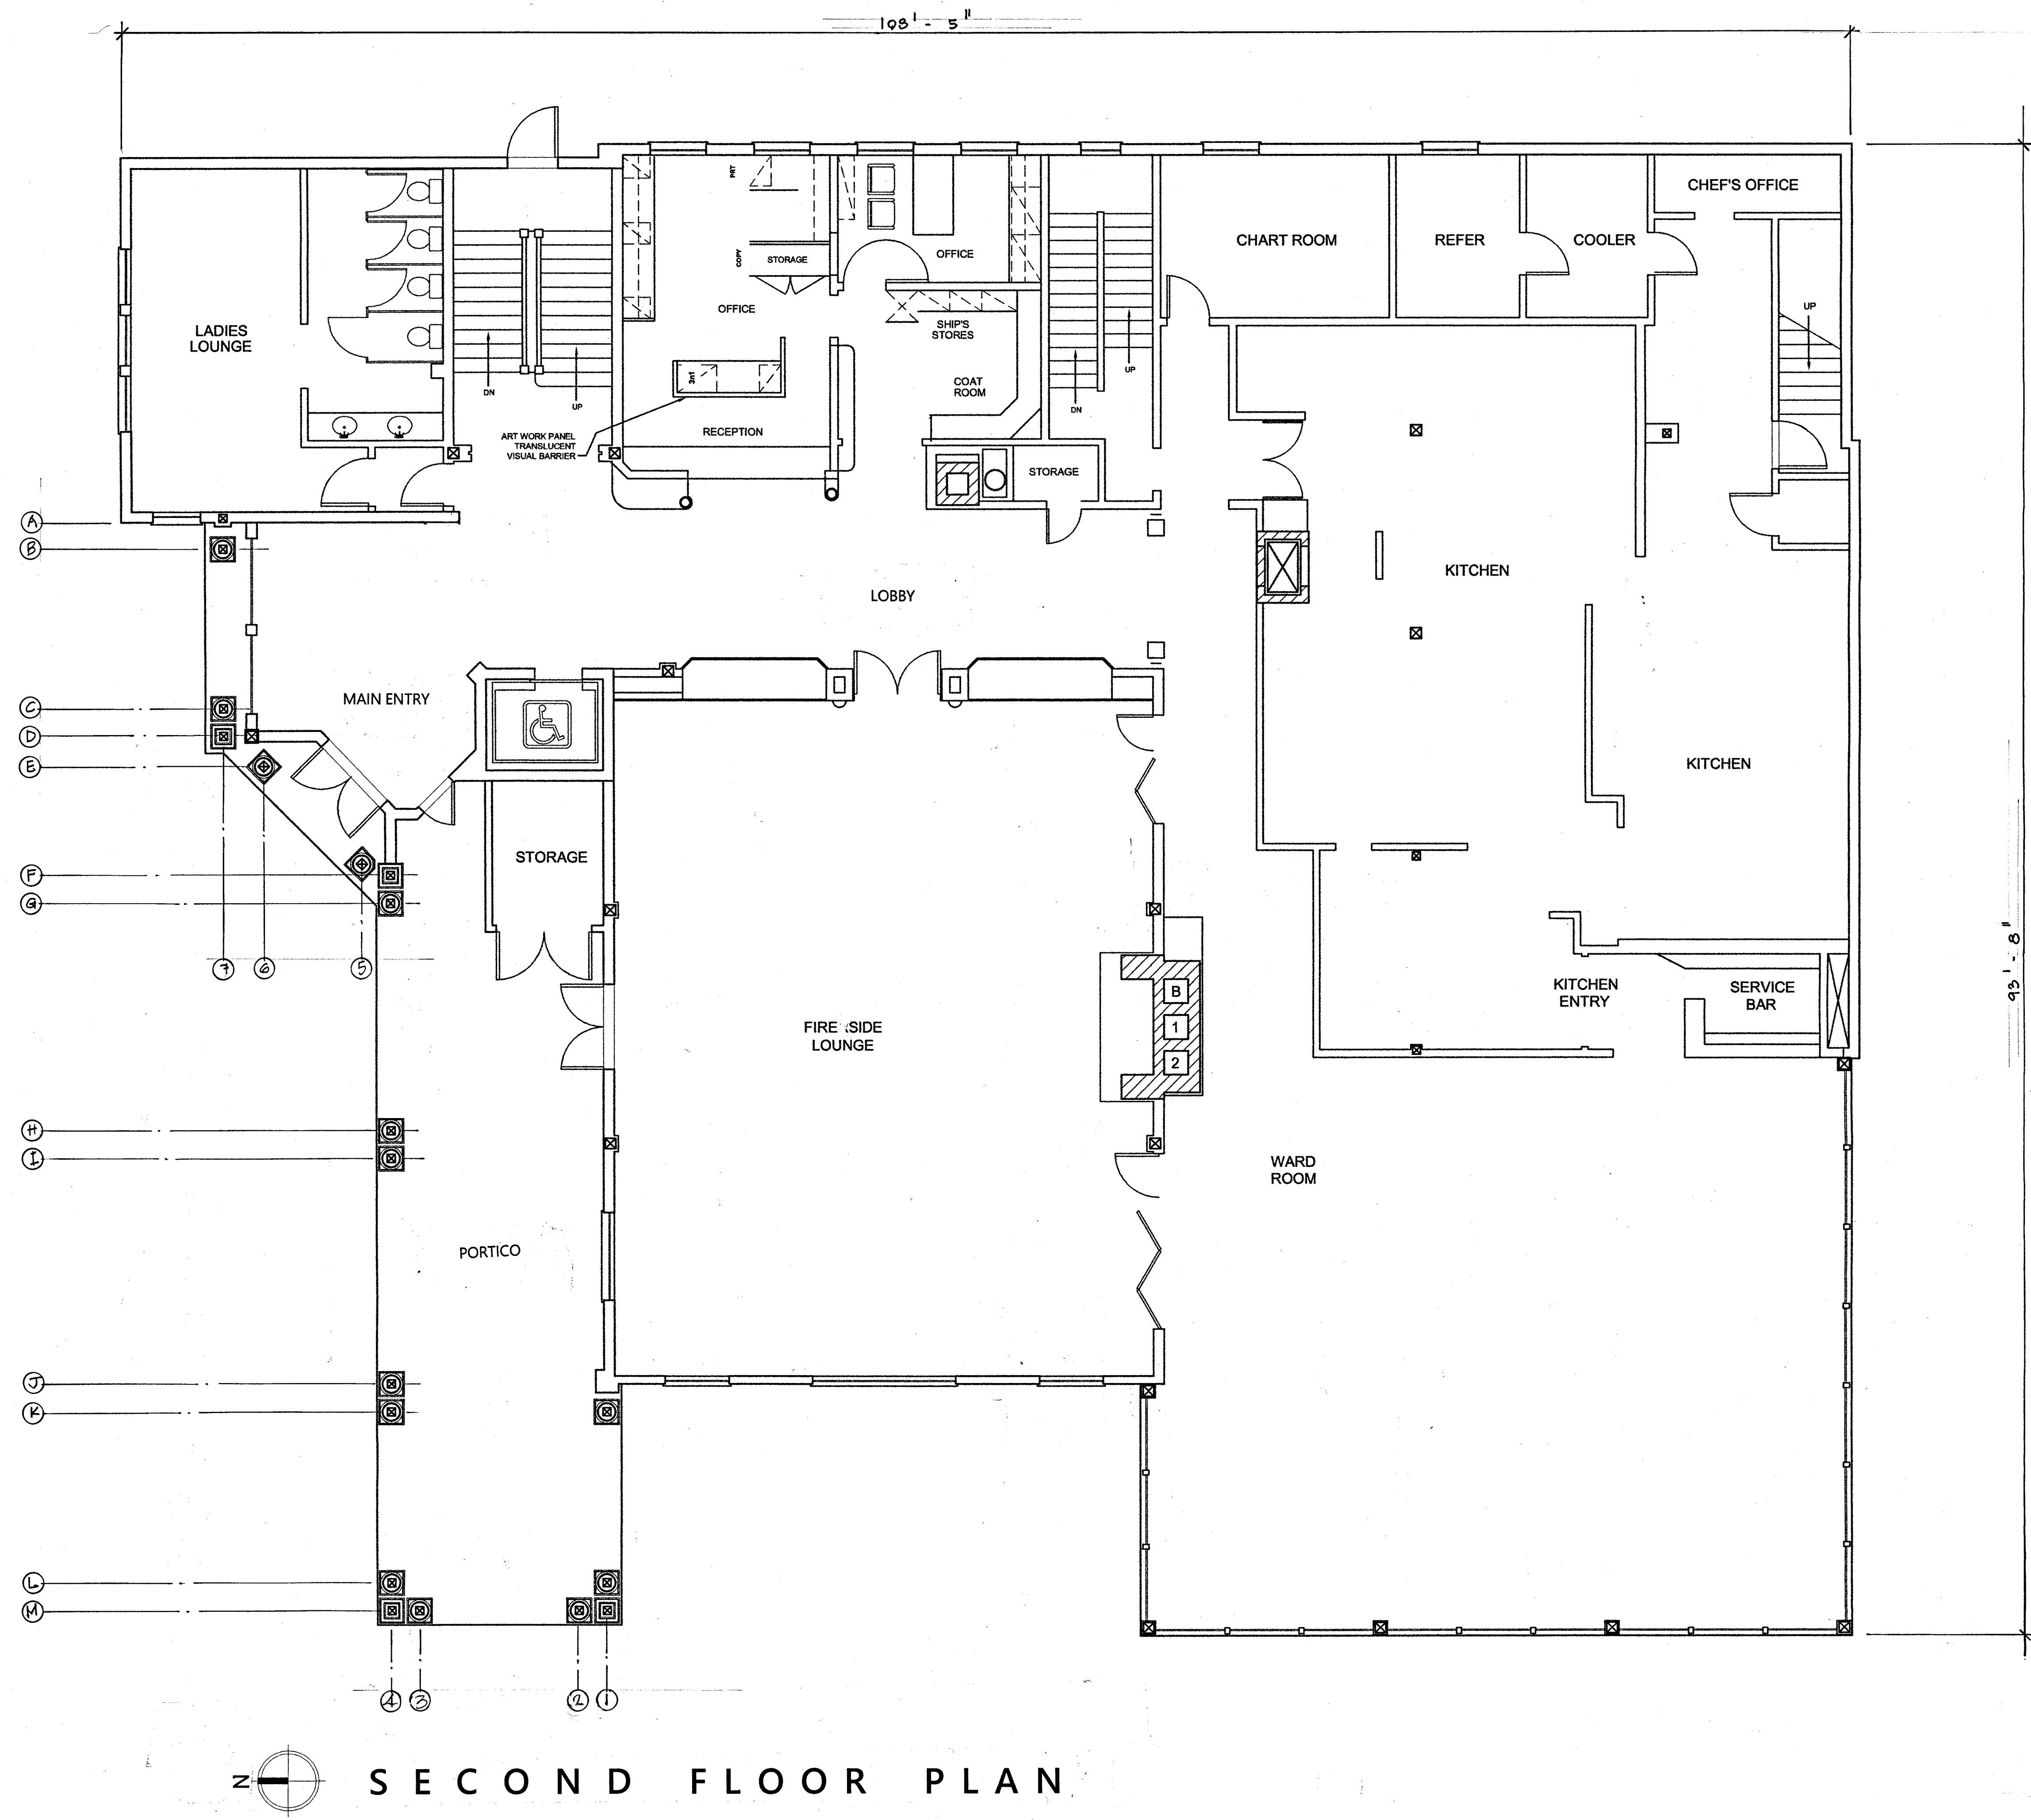 108' - 5"
CHEF'S OFFICE
PRT
CHART ROOM
REFER
COOLER
COPY
STORAGE
OFFICE
OFFICE
UP
LADIES
LOUNGE
SHIP'S
STORES
3n1
COAT
ROOM
UP
DN
UP
DN
RECEPTION
ART WORK PANEL
TRANSLUCENT
VISUAL BARRIER
STORAGE
A
B
KITCHEN
LOBBY
MAIN ENTRY
C
D
E
KITCHEN
STORAGE
F
G
7
6
5
93' - 8"
B
1
2
FIRE SIDE
LOUNGE
KITCHEN
ENTRY
SERVICE
BAR
H
I
WARD
ROOM
PORTICO
J
K
L
M
4
3
2
1
N
SECOND FLOOR PLAN